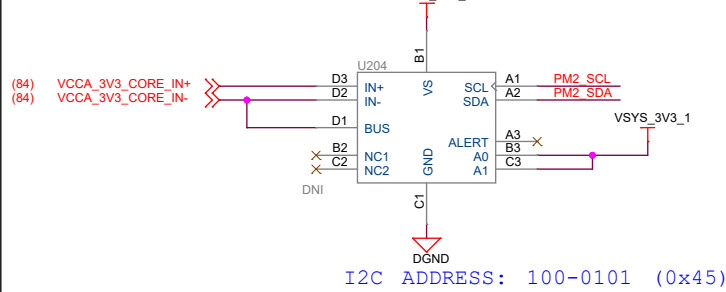 B1
U204
(84) VCCA_3V3_CORE_IN+ D3 IN+ VS SCL A1 PM2_SCL
(84) VCCA_3V3_CORE_IN- D2 IN- SDA A2 PM2_SDA
VSYS_3V3_1
D1 BUS
ALERT A3
B2 NC1 A0 B3
C2 NC2 GND A1 C3
DNI
C1
DGND
I2C ADDRESS: 100-0101 (0x45)